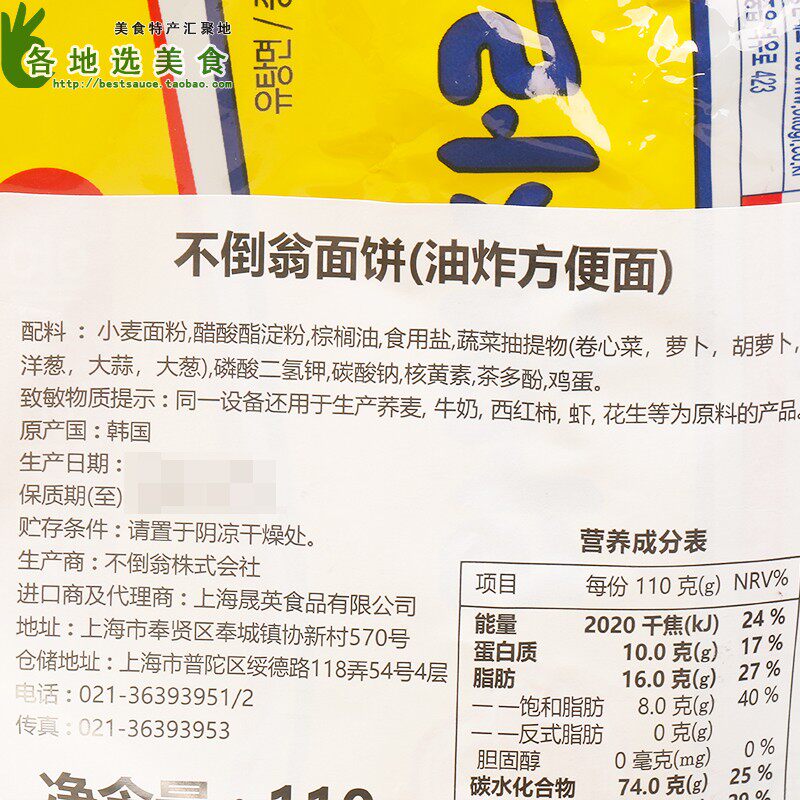 美食特产汇聚地
各地选美食
http://bestsauce.taobao.com
유탕면
423
不倒翁面饼(油炸方便面)
配料：小麦面粉,醋酸酯淀粉,棕榈油,食用盐,蔬菜抽提物(卷心菜，萝卜，胡萝卜,
洋葱，大蒜，大葱),磷酸二氢钾,碳酸钠,核黄素,茶多酚,鸡蛋。
致敏物质提示：同一设备还用于生产荞麦, 牛奶, 西红柿, 虾, 花生等为原料的产品。
原产国：韩国
生产日期：
保质期(至)
贮存条件：请置于阴凉干燥处。
生产商：不倒翁株式会社
进口商及代理商：上海晟英食品有限公司
地址：上海市奉贤区奉城镇协新村570号
仓储地址：上海市普陀区绥德路118弄54号4层
电话：021-36393951/2
传真：021-36393953
净含量：110
营养成分表
项目 每份 110 克(g) NRV%
能量 2020 千焦(kJ) 24 %
蛋白质 10.0 克(g) 17 %
脂肪 16.0 克(g) 27 %
——饱和脂肪 8.0 克(g) 40 %
——反式脂肪 0 克(g)
胆固醇 0 毫克(mg) 0 %
碳水化合物 74.0 克(g) 25 %